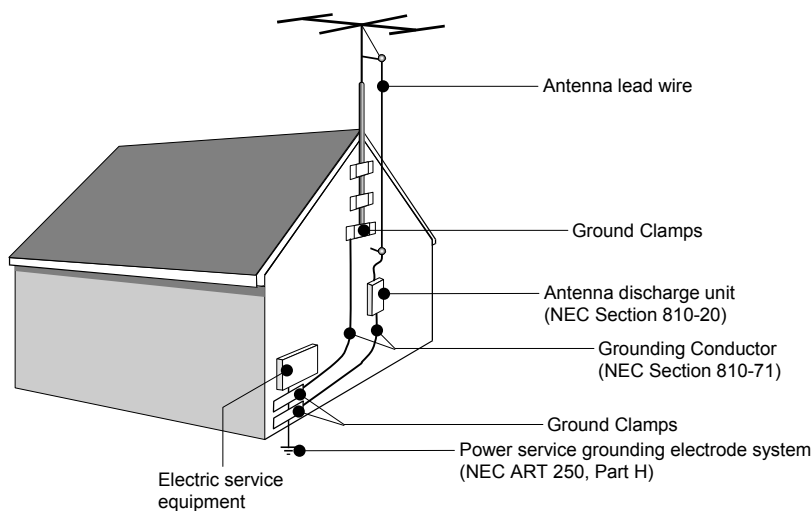 Antenna lead wire
Ground Clamps
Antenna discharge unit
(NEC Section 810-20)
Grounding Conductor
(NEC Section 810-71)
Ground Clamps
Power service grounding electrode system
(NEC ART 250, Part H)
Electric service
equipment